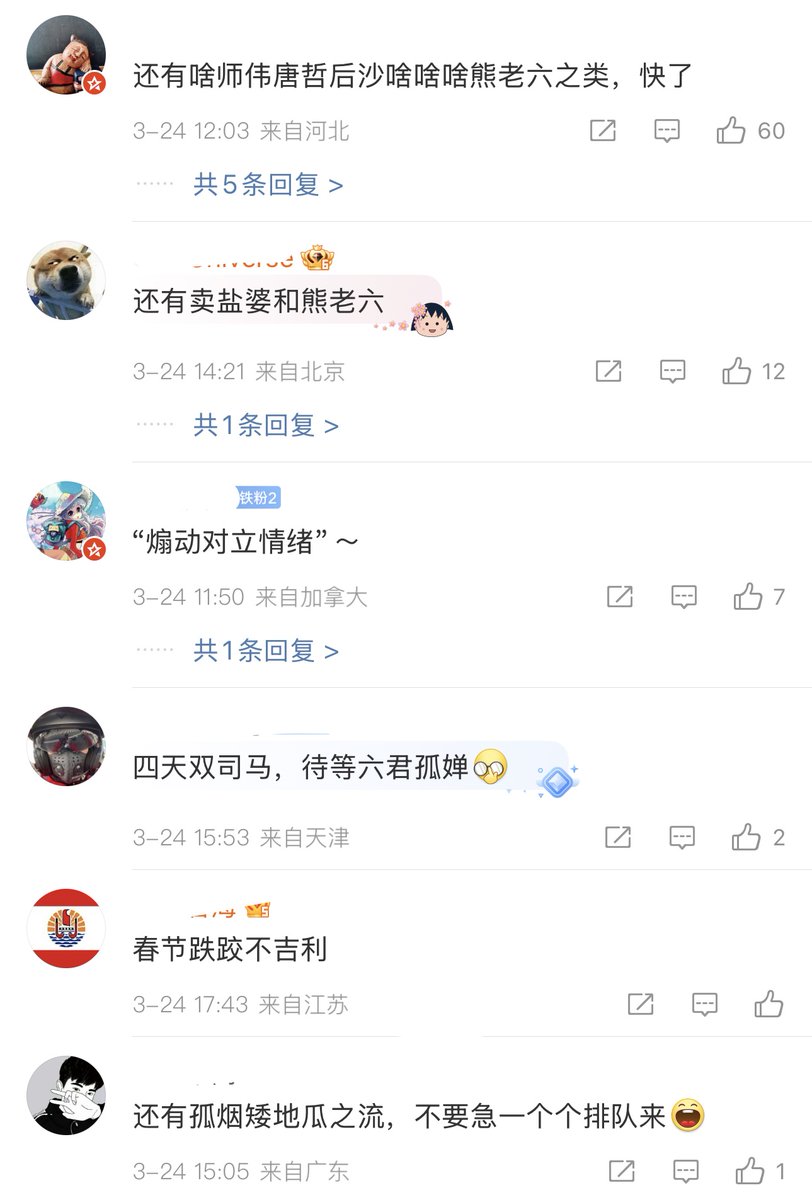 还有啥师伟唐哲后沙啥啥啥熊老六之类，快了
3-24 12:03 来自河北
60
共5条回复 >
还有卖盐婆和熊老六
3-24 14:21 来自北京
12
共1条回复 >
铁粉2
“煽动对立情绪”～
3-24 11:50 来自加拿大
7
共1条回复 >
四天双司马，待等六君孤婵
3-24 15:53 来自天津
2
春节跌跤不吉利
3-24 17:43 来自江苏
还有孤烟矮地瓜之流，不要急一个个排队来
3-24 15:05 来自广东
1